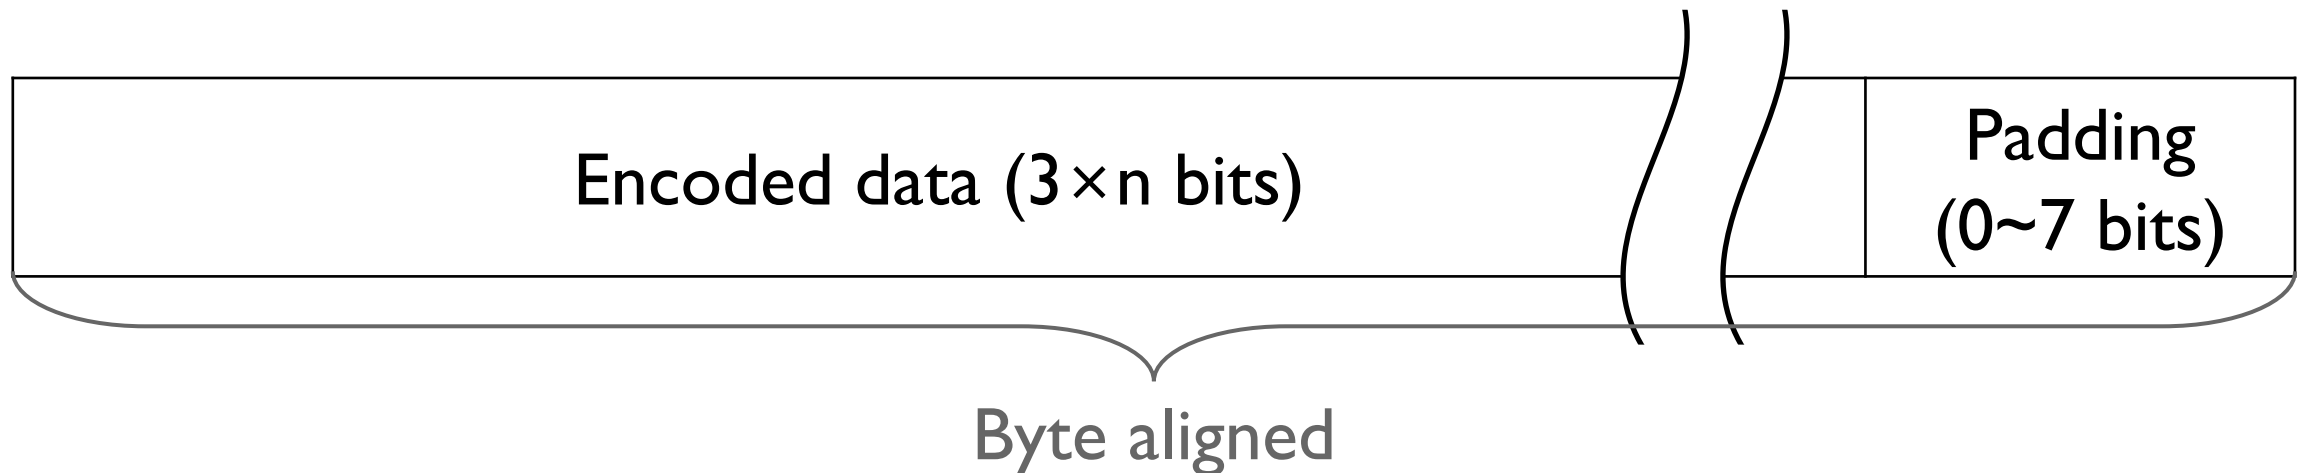 Encoded data (3×n bits)
Padding
(0~7 bits)
Byte aligned